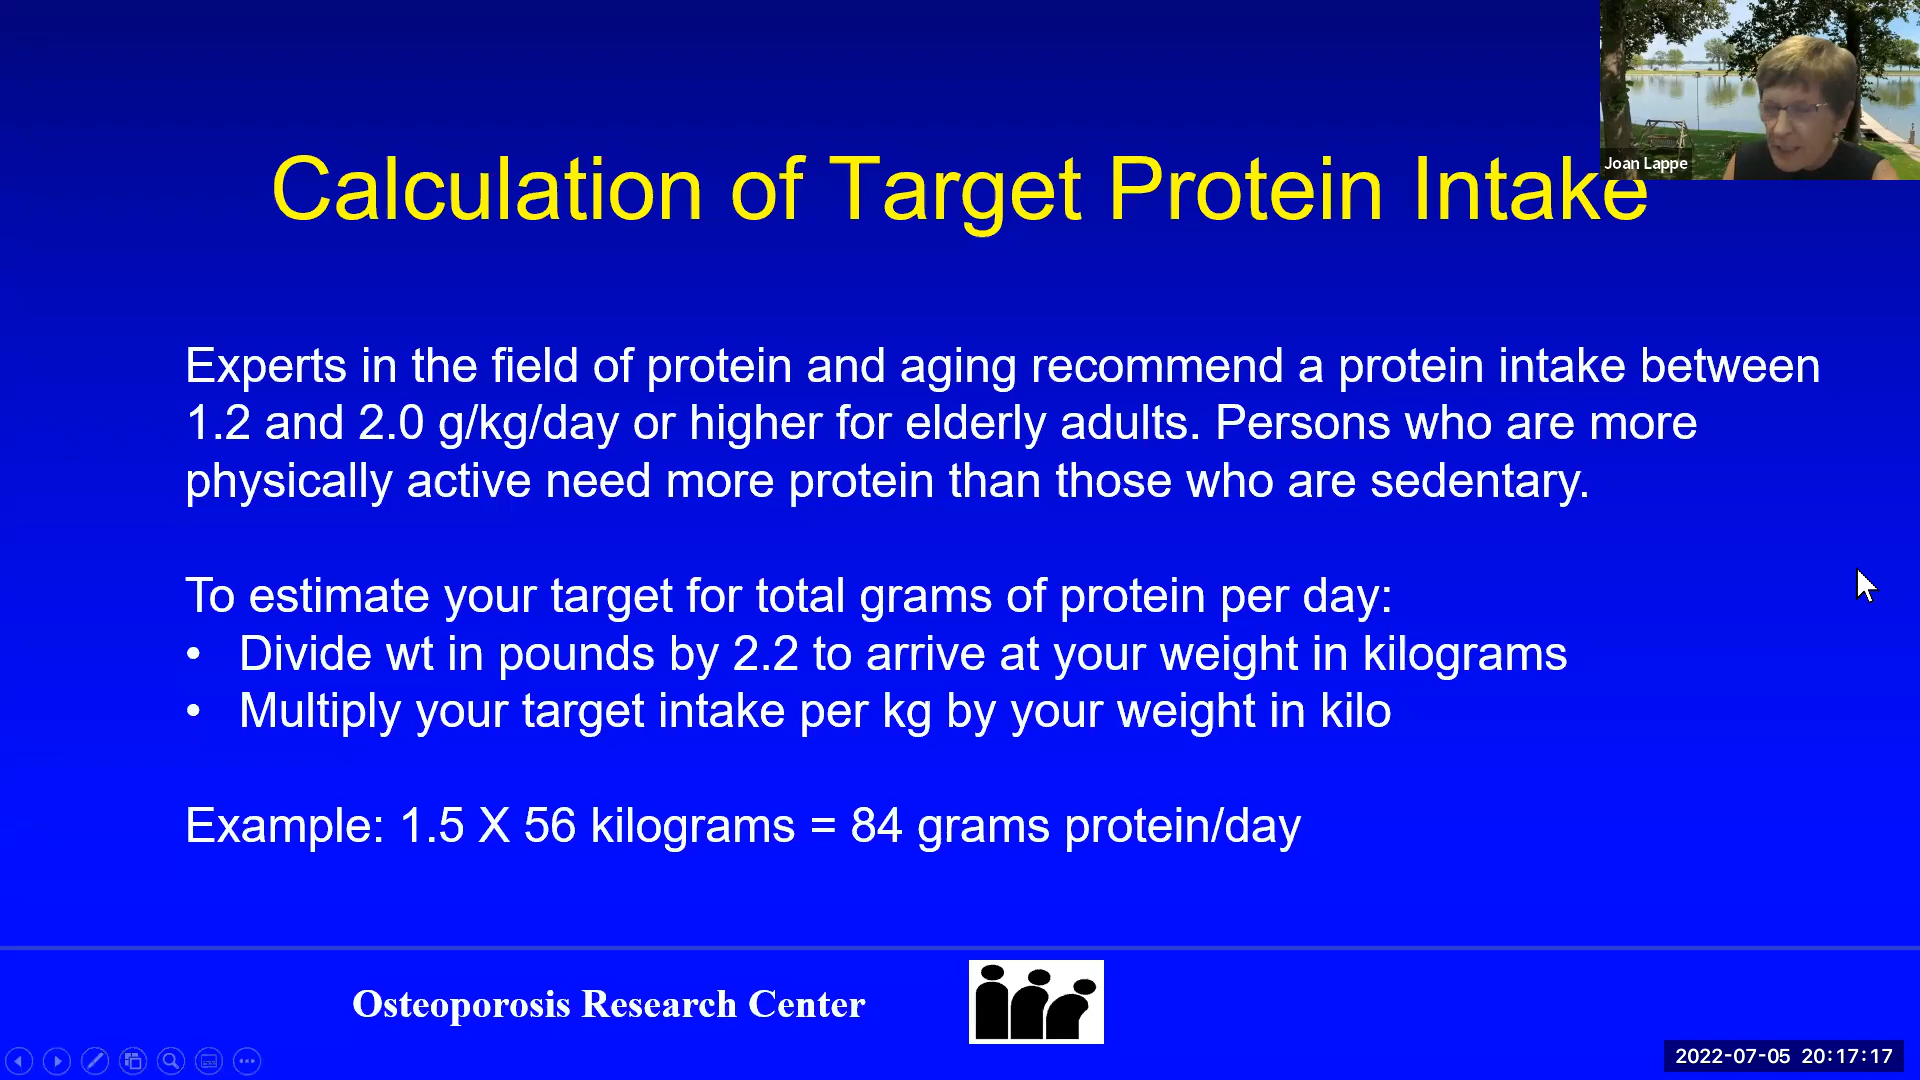 Joan Lappe
Calculation of Target Protein Intake
Experts in the field of protein and aging recommend a protein intake between
1.2 and 2.0 g/kg/day or higher for elderly adults. Persons who are more
physically active need more protein than those who are sedentary.
To estimate your target for total grams of protein per day:
• Divide wt in pounds by 2.2 to arrive at your weight in kilograms
• Multiply your target intake per kg by your weight in kilo
Example: 1.5 X 56 kilograms = 84 grams protein/day
Osteoporosis Research Center
2022-07-05 20:17:17